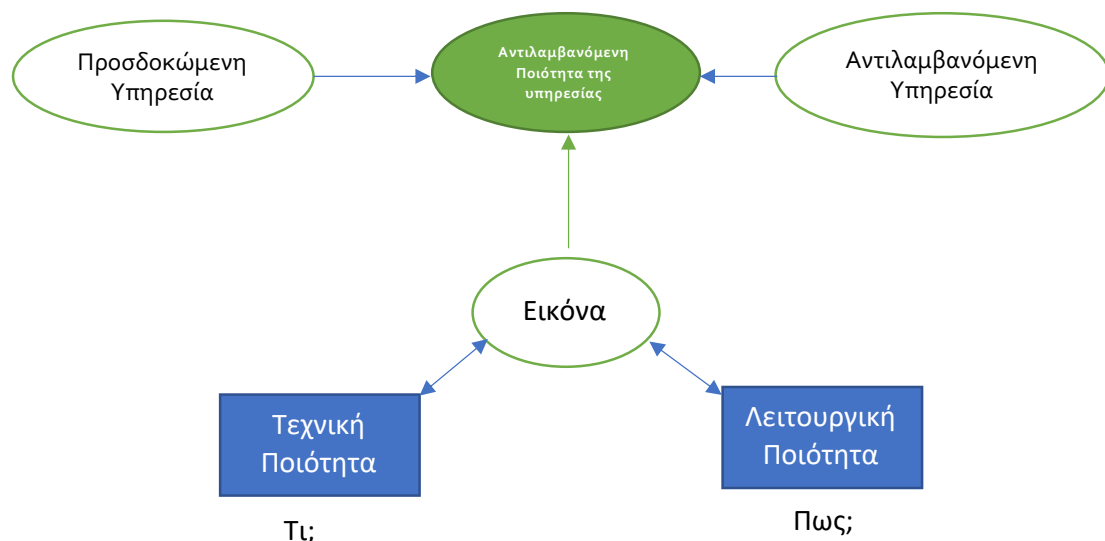 Προσδοκώμενη
Υπηρεσία
Αντιλαμβανόμενη
Ποιότητα της
υπηρεσίας
Αντιλαμβανόμενη
Υπηρεσία
Εικόνα
Τεχνική
Ποιότητα
Λειτουργική
Ποιότητα
Τι;
Πως;